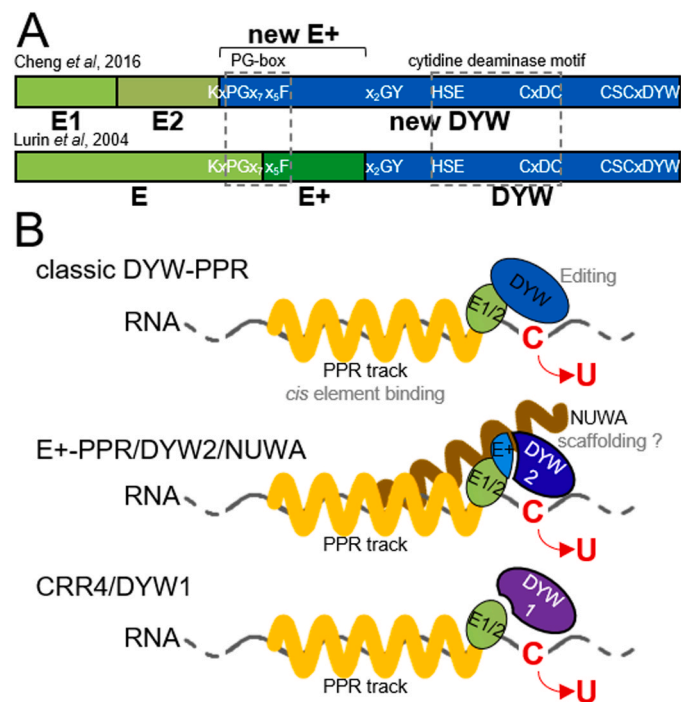 A
new E+
Cheng et al, 2016
PG-box
cytidine deaminase motif
KxPGx7 x5F x2GY HSE CxDC CSCxDYW
E1 E2 new DYW
Lurin et al, 2004
KxPGx7 x5F x2GY HSE CxDC CSCxDYW
E E+ DYW
B
classic DYW-PPR
DYW
Editing
E1/2
RNA
C
PPR track
U
cis element binding
NUWA
E+-PPR/DYW2/NUWA
scaffolding ?
E+
DYW
2
E1/2
RNA
C
PPR track
U
CRR4/DYW1
DYW
1
E1/2
RNA
C
PPR track
U